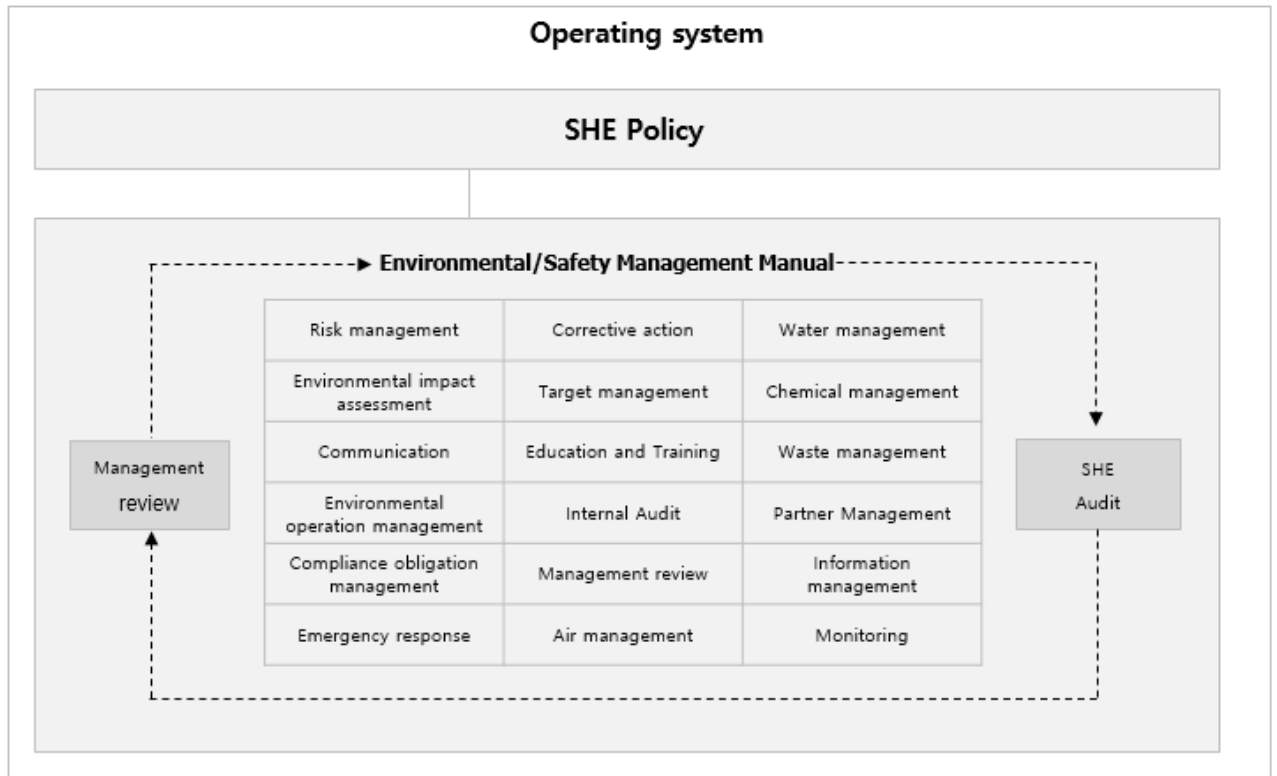 Operating system
SHE Policy
Environmental/Safety Management Manual
Risk management
Corrective action
Water management
Environmental impact
assessment
Target management
Chemical management
Communication
Education and Training
Waste management
Environmental
operation management
Internal Audit
Partner Management
Compliance obligation
management
Management review
Information
management
Emergency response
Air management
Monitoring
Management
review
SHE
Audit